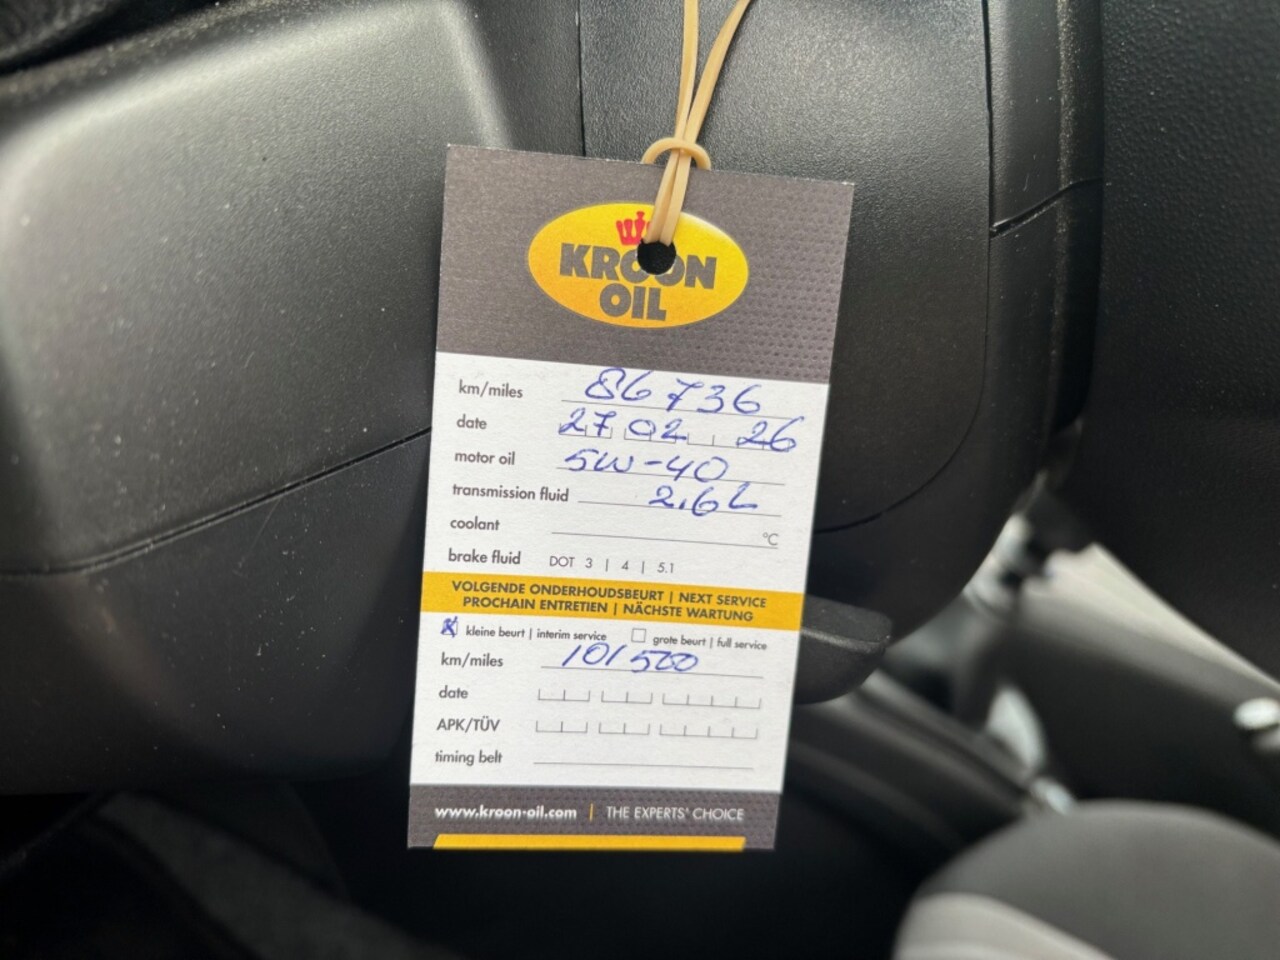 KROON
OIL
km/miles 86736
date 27 02 26
motor oil 5W-40
transmission fluid 2.6L
coolant °C
brake fluid DOT 3 | 4 | 5.1
VOLGENDE ONDERHOUDSBEURT | NEXT SERVICE
PROCHAIN ENTRETIEN | NÄCHSTE WARTUNG
X kleine beurt | interim service grote beurt | full service
km/miles 101500
date
APK/TÜV
timing belt
www.kroon-oil.com | THE EXPERTS' CHOICE